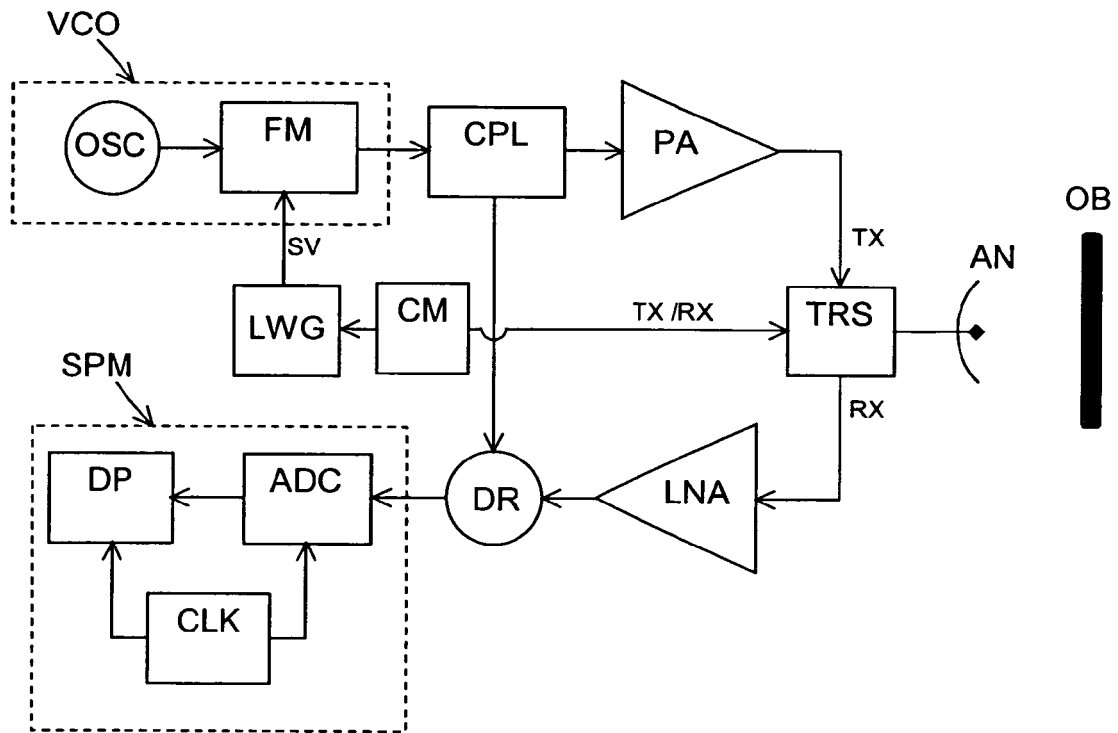 VCO
OSC
FM
CPL
PA
OB
SV
TX
AN
LWG
CM
TX /RX
TRS
SPM
RX
DP
ADC
DR
LNA
CLK